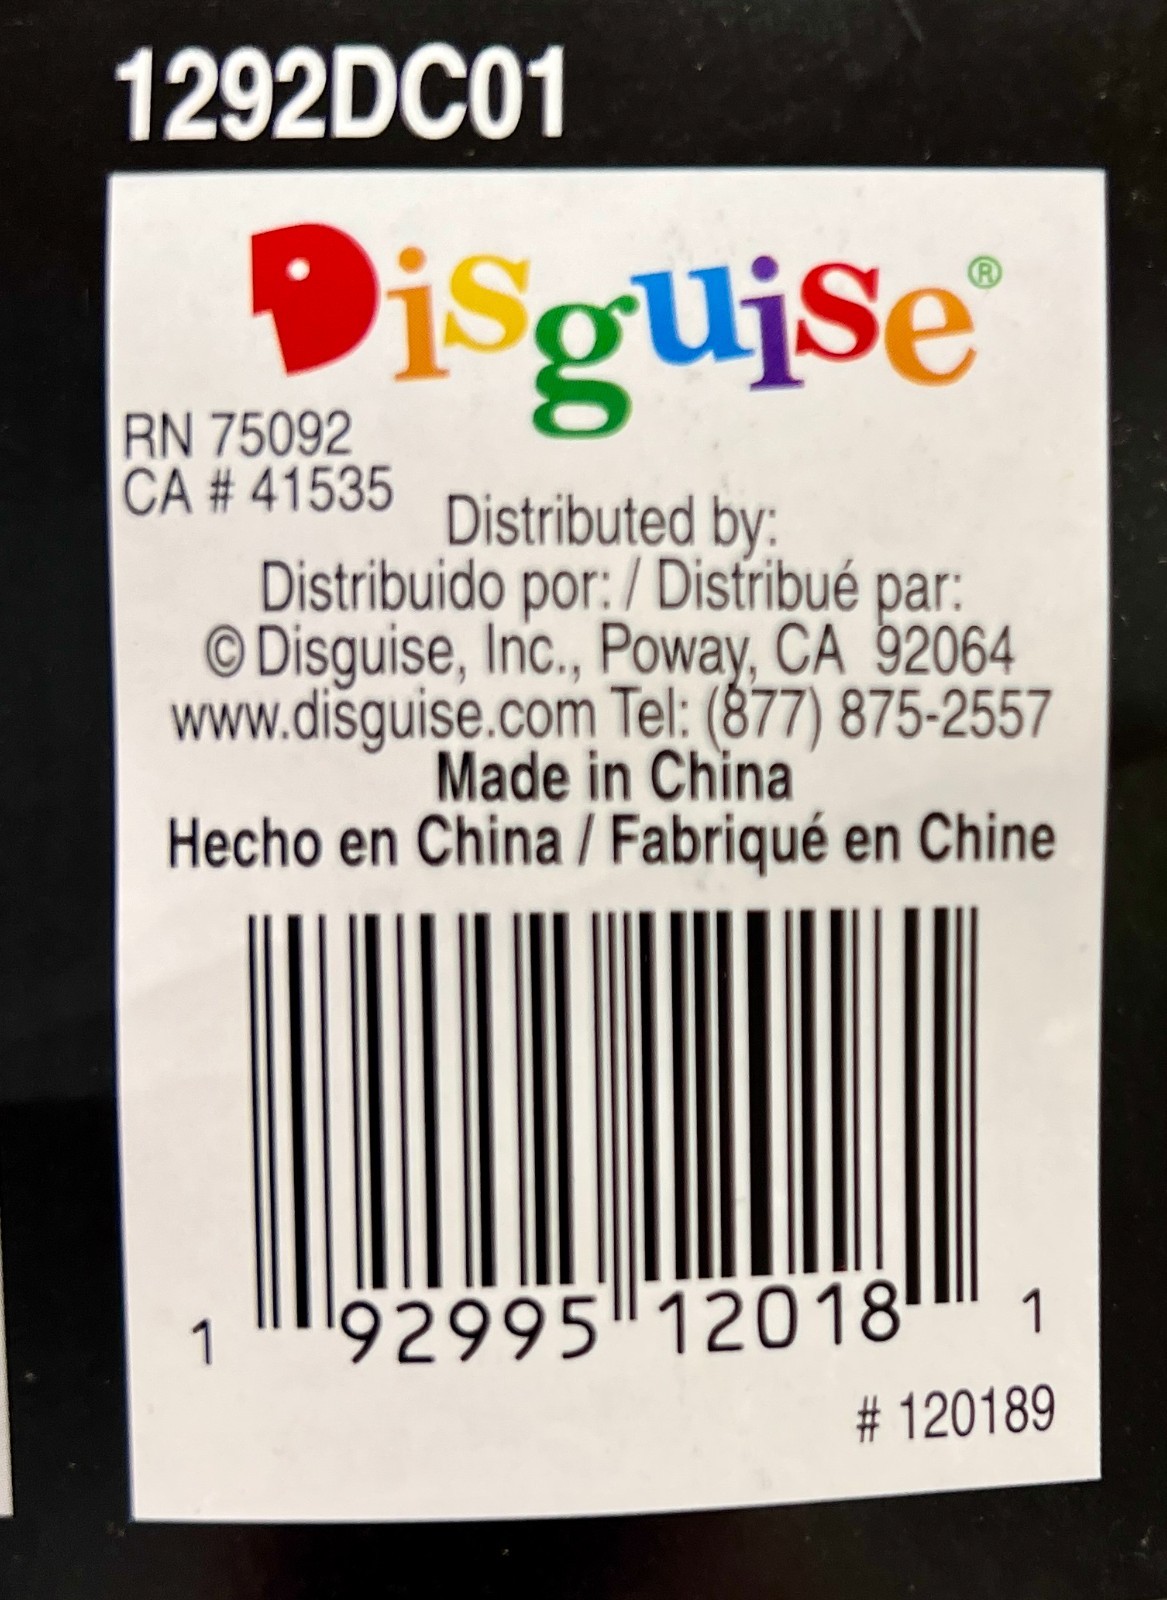 1292DC01
Disguise®
RN 75092
CA # 41535
Distributed by:
Distribuido por: / Distribué par:
© Disguise, Inc., Poway, CA 92064
www.disguise.com Tel: (877) 875-2557
Made in China
Hecho en China / Fabriqué en Chine
1 92995 12018 1
# 120189